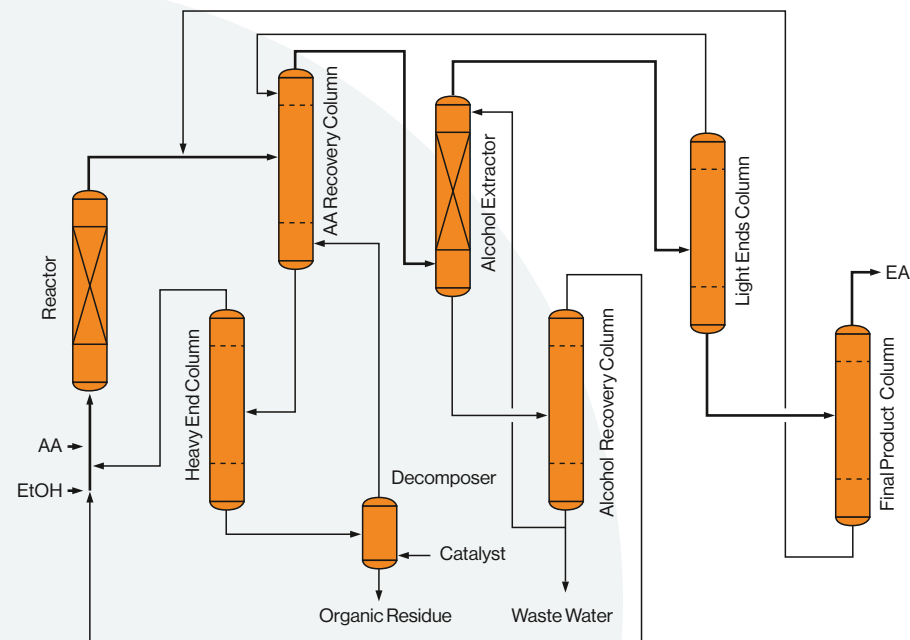 AA Recovery Column
Alcohol Extractor
Light Ends Column
Reactor
EA
Heavy End Column
Alcohol Recovery Column
Final Product Column
AA
Decomposer
EtOH
Catalyst
Organic Residue
Waste Water